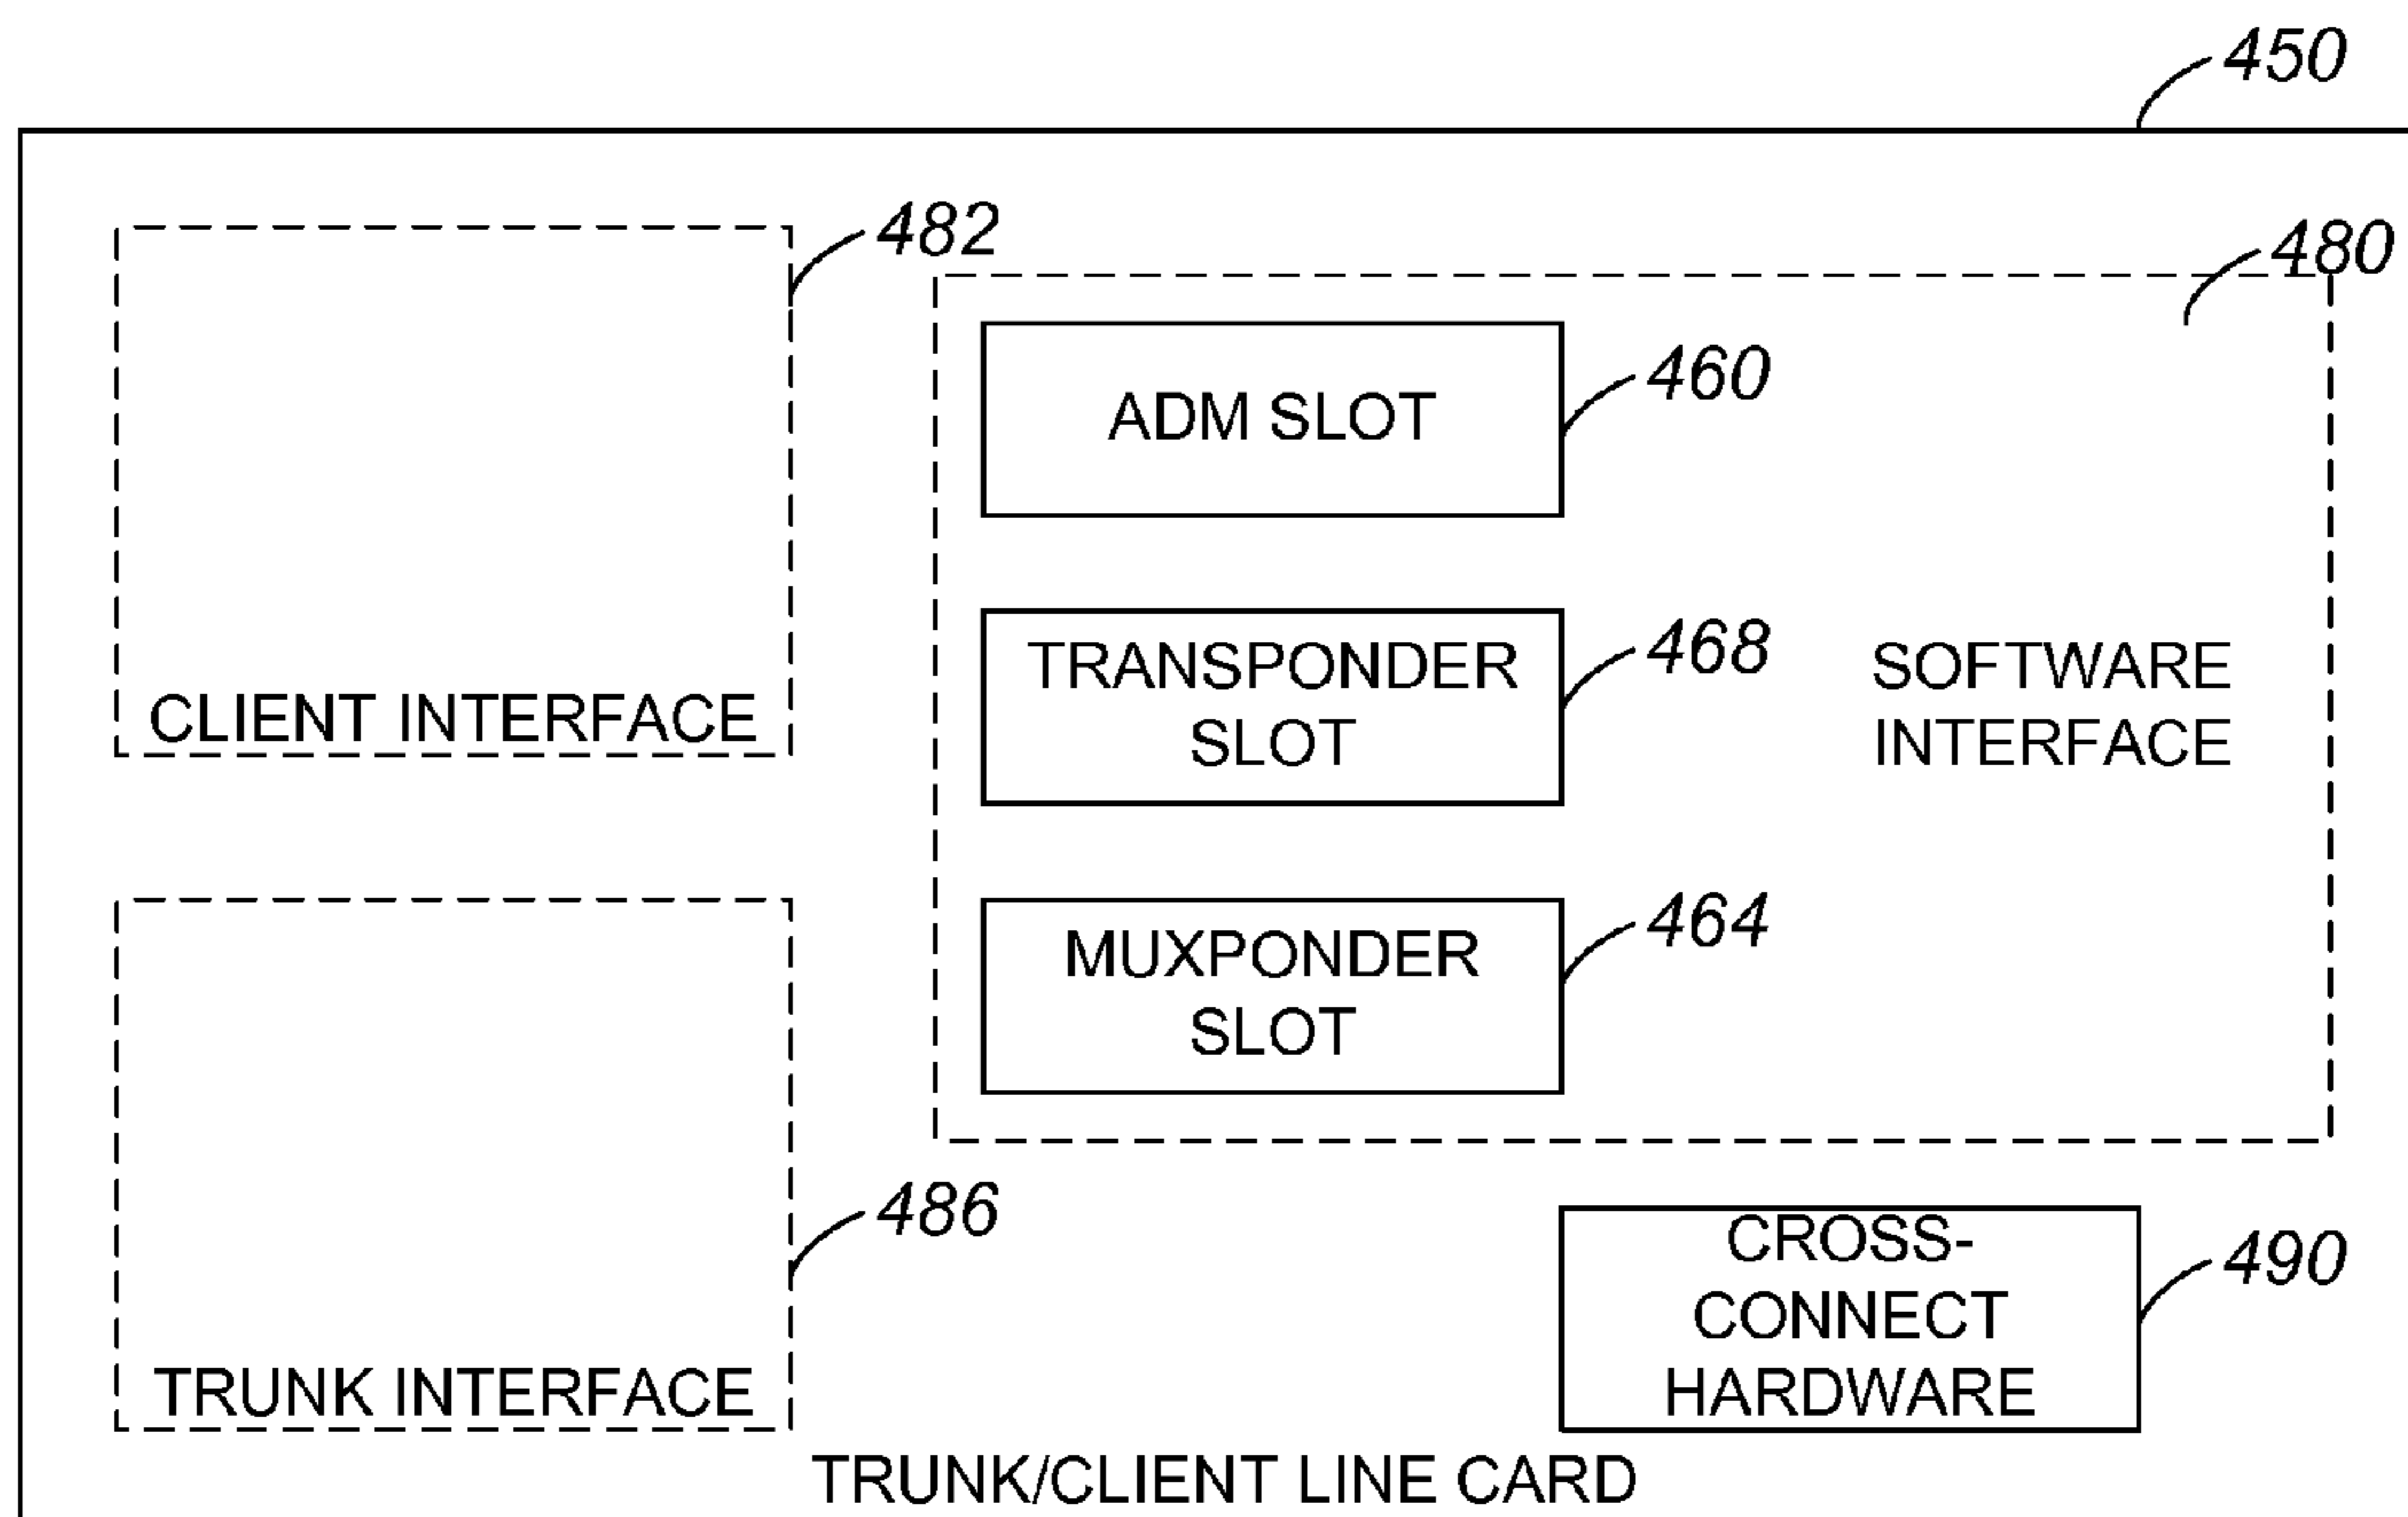 450
482
480
ADM SLOT
460
TRANSPONDER
SLOT
468
SOFTWARE
INTERFACE
CLIENT INTERFACE
MUXPONDER
SLOT
464
486
CROSS-
CONNECT
HARDWARE
490
TRUNK INTERFACE
TRUNK/CLIENT LINE CARD